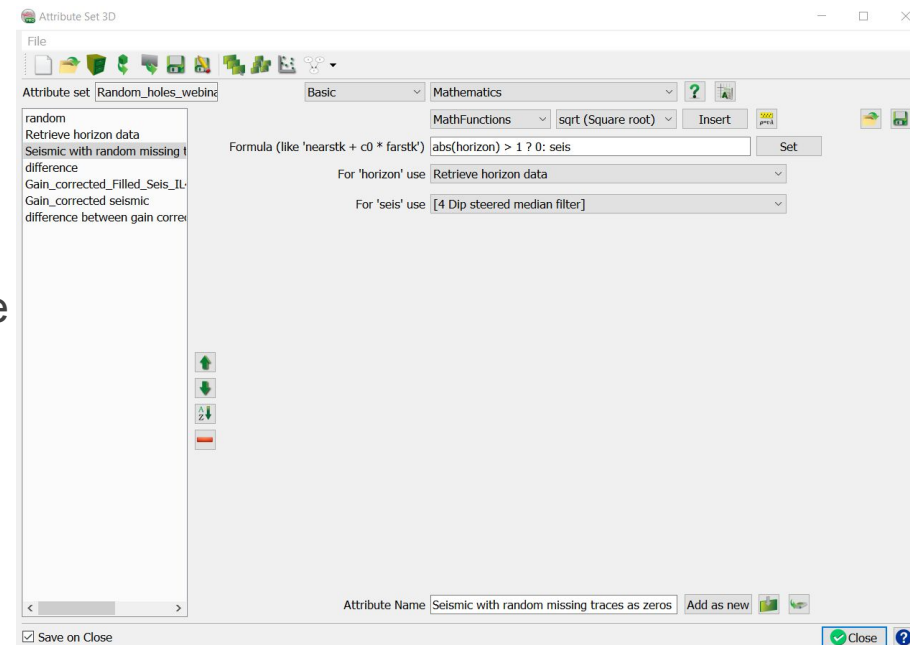 Attribute Set 3D
File
Attribute set Random_holes_webina Basic Mathematics ?
random
Retrieve horizon data
Seismic with random missing t
difference
Gain_corrected_Filled_Seis_IL-
Gain_corrected seismic
difference between gain correc
MathFunctions sqrt (Square root) Insert
Formula (like 'nearstk + c0 * farstk') abs(horizon) > 1 ? 0: seis Set
For 'horizon' use Retrieve horizon data
For 'seis' use [4 Dip steered median filter]
e
A
Z
Attribute Name Seismic with random missing traces as zeros Add as new
Save on Close Close ?